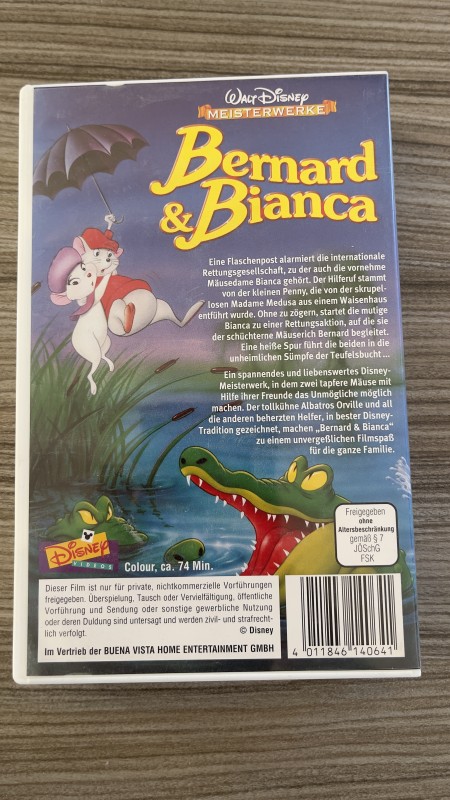 WALT DISNEY
MEISTERWERKE
Bernard
& Bianca
Eine Flaschenpost alarmiert die internationale
Rettungsgesellschaft, zu der auch die vornehme
Mäusedame Bianca gehört. Der Hilferuf stammt
von der kleinen Penny, die von der skrupel-
losen Madame Medusa aus einem Waisenhaus
entführt wurde. Ohne zu zögern, startet die mutige
Bianca zu einer Rettungsaktion, auf die sie
der schüchterne Mäuserich Bernard begleitet.
Eine heiße Spur führt die beiden in die
unheimlichen Sümpfe der Teufelsbucht ...
Ein spannendes und liebenswertes Disney-
Meisterwerk, in dem zwei tapfere Mäuse mit
Hilfe ihrer Freunde das Unmögliche möglich
machen. Der tollkühne Albatros Orville und all
die anderen beherzten Helfer, in bester Disney-
Tradition gezeichnet, machen „Bernard & Bianca"
zu einem unvergeßlichen Filmspaß
für die ganze Familie.
Freigegeben
ohne
Altersbeschränkung
gemäß § 7
JÖSchG
FSK
DISNEY
VIDEOS
Colour, ca. 74 Min.
Dieser Film ist nur für private, nichtkommerzielle Vorführungen
freigegeben. Überspielung, Tausch oder Vervielfältigung, öffentliche
Vorführung und Sendung oder sonstige gewerbliche Nutzung
oder deren Duldung sind untersagt und werden zivil- und strafrecht-
lich verfolgt.
© Disney
Im Vertrieb der BUENA VISTA HOME ENTERTAINMENT GMBH
4 011846 140641